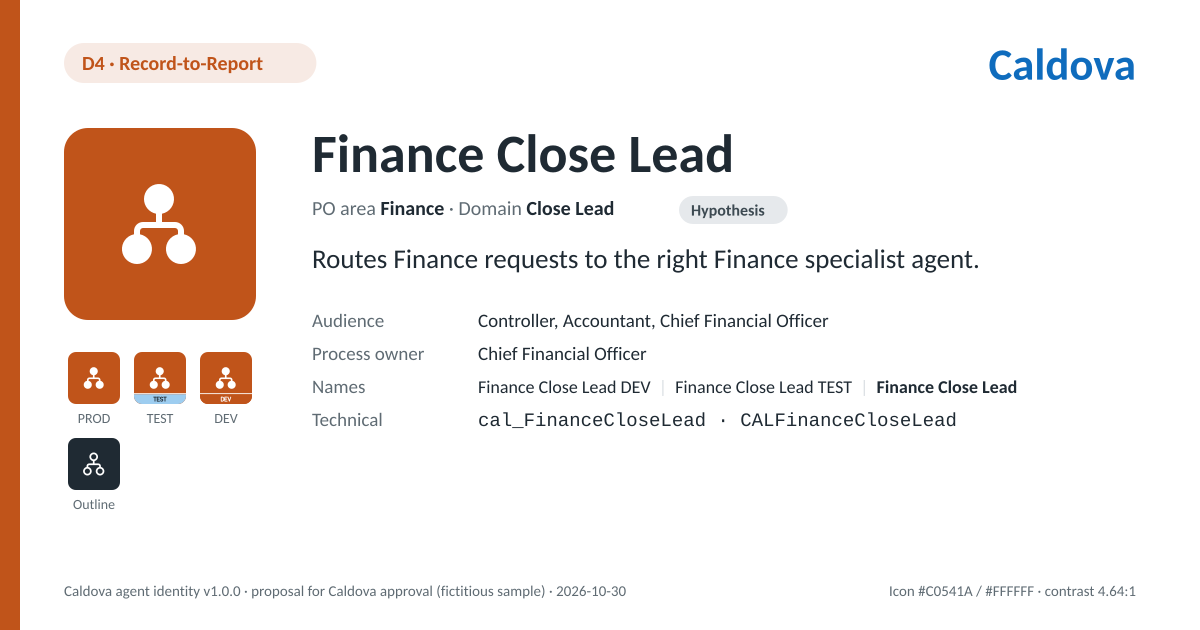 D4 · Record-to-Report
Caldova
Finance Close Lead
PO area Finance · Domain Close Lead
Hypothesis
Routes Finance requests to the right Finance specialist agent.
Audience Controller, Accountant, Chief Financial Officer
Process owner Chief Financial Officer
Names Finance Close Lead DEV | Finance Close Lead TEST | Finance Close Lead
Technical cal_FinanceCloseLead · CALFinanceCloseLead
TEST DEV
PROD TEST DEV
Outline
Caldova agent identity v1.0.0 · proposal for Caldova approval (fictitious sample) · 2026-10-30
Icon #C0541A / #FFFFFF · contrast 4.64:1